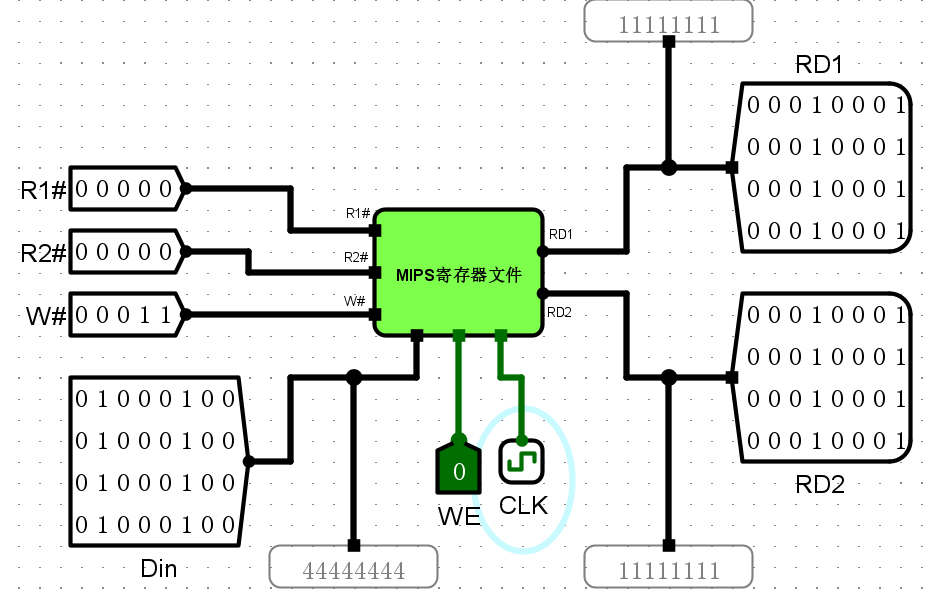 11111111
RD1
0 0 0 1 0 0 0 1
0 0 0 1 0 0 0 1
0 0 0 1 0 0 0 1
0 0 0 1 0 0 0 1
R1# 0 0 0 0 0
R2# 0 0 0 0 0
W# 0 0 0 1 1
R1#
R2#
W#
MIPS寄存器文件
RD1
RD2
0 0 0 1 0 0 0 1
0 0 0 1 0 0 0 1
0 0 0 1 0 0 0 1
0 0 0 1 0 0 0 1
RD2
0 1 0 0 0 1 0 0
0 1 0 0 0 1 0 0
0 1 0 0 0 1 0 0
0 1 0 0 0 1 0 0
Din
0
WE
CLK
44444444
11111111